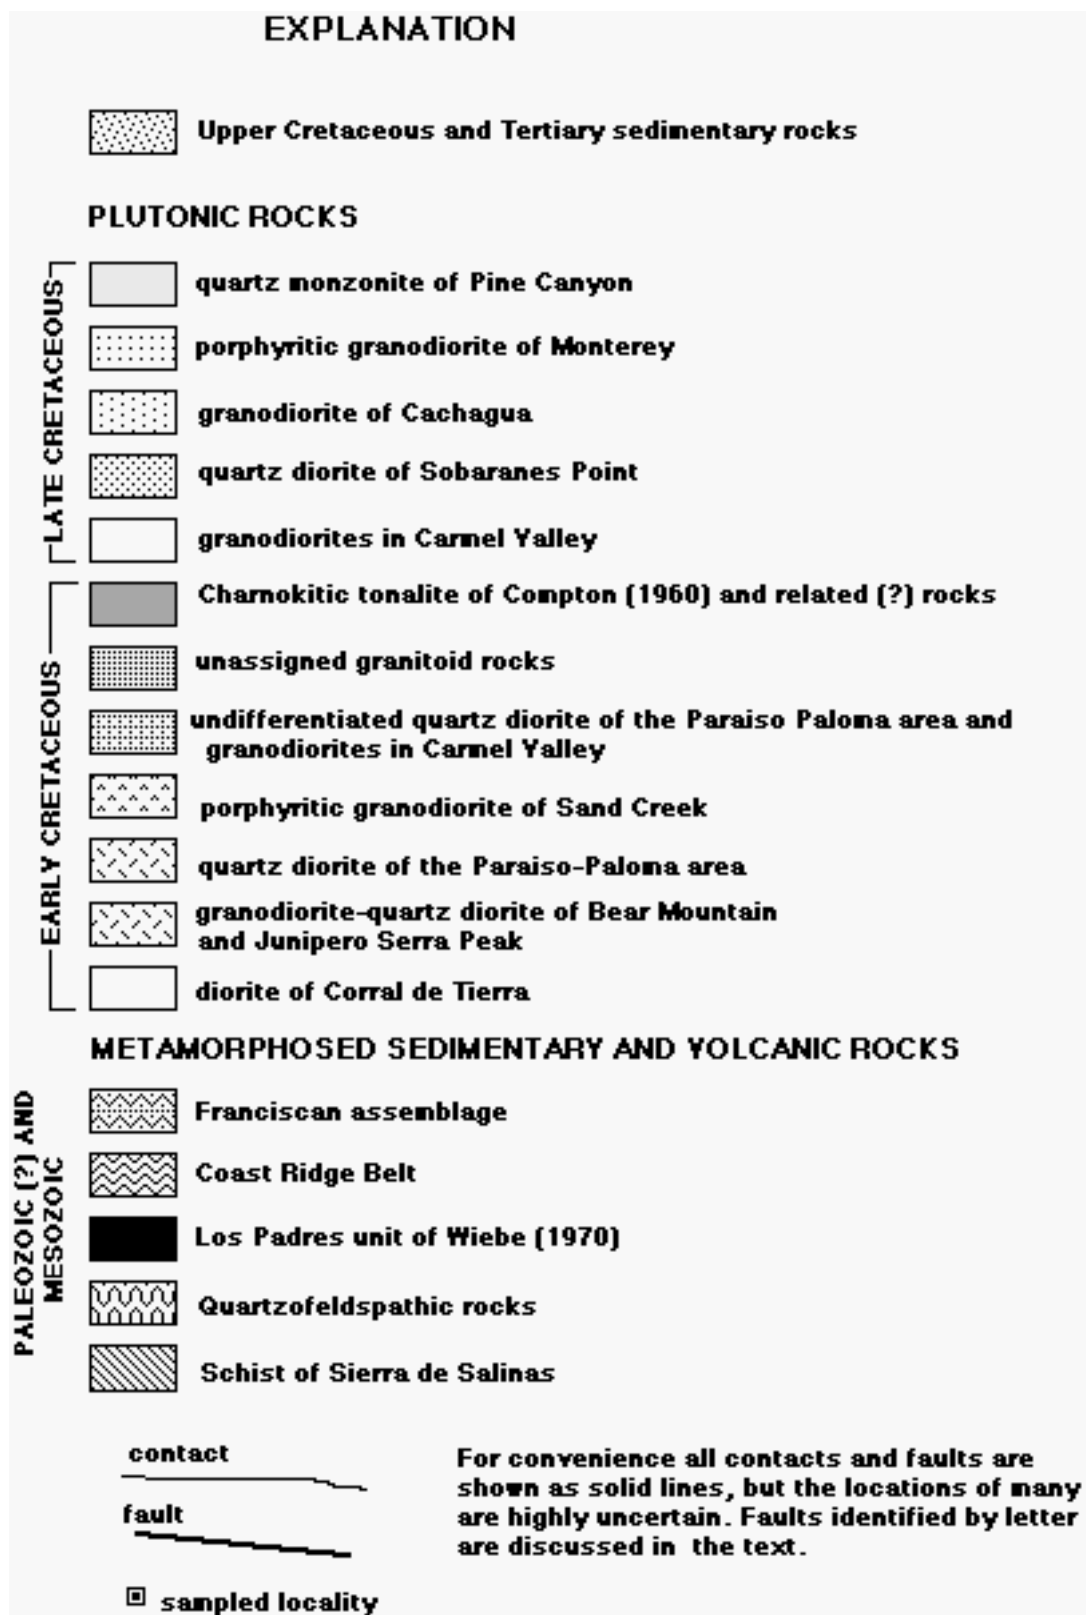 EXPLANATION
Upper Cretaceous and Tertiary sedimentary rocks
PLUTONIC ROCKS
LATE CRETACEOUS
quartz monzonite of Pine Canyon
porphyritic granodiorite of Monterey
granodiorite of Cachagua
quartz diorite of Sobaranes Point
granodiorites in Carmel Valley
EARLY CRETACEOUS
Charnokitic tonalite of Compton (1960) and related (?) rocks
unassigned granitoid rocks
undifferentiated quartz diorite of the Paraiso Paloma area and
granodiorites in Carmel Valley
porphyritic granodiorite of Sand Creek
quartz diorite of the Paraiso-Paloma area
granodiorite-quartz diorite of Bear Mountain
and Junipero Serra Peak
diorite of Corral de Tierra
METAMORPHOSED SEDIMENTARY AND VOLCANIC ROCKS
PALEOZOIC (?) AND
MESOZOIC
Franciscan assemblage
Coast Ridge Belt
Los Padres unit of Wiebe (1970)
Quartzofeldspathic rocks
Schist of Sierra de Salinas
contact
fault
sampled locality
For convenience all contacts and faults are
shown as solid lines, but the locations of many
are highly uncertain. Faults identified by letter
are discussed in the text.